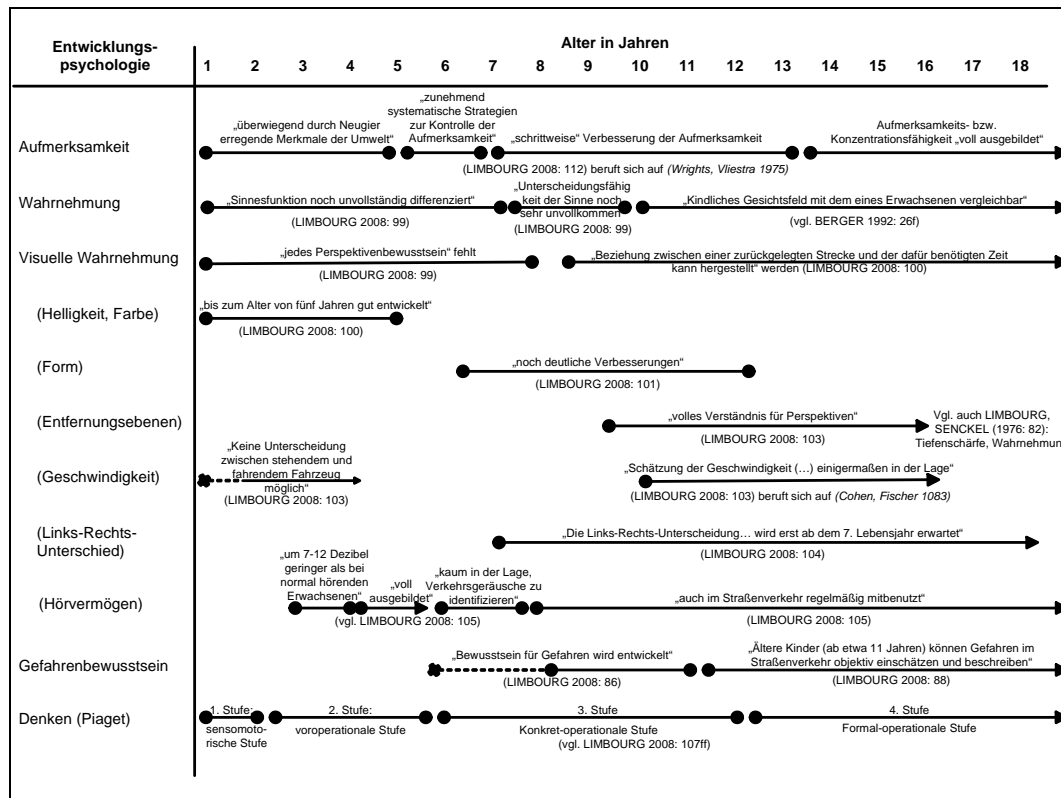 Entwicklungs-
psychologie
Alter in Jahren
1 2 3 4 5 6 7 8 9 10 11 12 13 14 15 16 17 18
Aufmerksamkeit
„überwiegend durch Neugier
erregende Merkmale der Umwelt“
„zunehmend
systematische Strategien
zur Kontrolle der
Aufmerksamkeit“
„schrittweise“ Verbesserung der Aufmerksamkeit
Aufmerksamkeits- bzw.
Konzentrationsfähigkeit „voll ausgebildet“
(LIMBOURG 2008: 112) beruft sich auf (Wrights, Vliestra 1975)
Wahrnehmung
„Sinnesfunktion noch unvollständig differenziert“
(LIMBOURG 2008: 99)
„Unterscheidungsfähig
keit der Sinne noch
sehr unvollkommen
(LIMBOURG 2008: 99)
„Kindliches Gesichtsfeld mit dem eines Erwachsenen vergleichbar“
(vgl. BERGER 1992: 26f)
Visuelle Wahrnehmung
„jedes Perspektivenbewusstsein“ fehlt
(LIMBOURG 2008: 99)
„Beziehung zwischen einer zurückgelegten Strecke und der dafür benötigten Zeit
kann hergestellt“ werden (LIMBOURG 2008: 100)
(Helligkeit, Farbe)
„bis zum Alter von fünf Jahren gut entwickelt“
(LIMBOURG 2008: 100)
(Form)
„noch deutliche Verbesserungen“
(LIMBOURG 2008: 101)
(Entfernungsebenen)
„volles Verständnis für Perspektiven“
(LIMBOURG 2008: 103)
Vgl. auch LIMBOURG,
SENCKEL (1976: 82):
Tiefenschärfe, Wahrnehmun
(Geschwindigkeit)
„Keine Unterscheidung
zwischen stehendem und
fahrendem Fahrzeug
möglich“
(LIMBOURG 2008: 103)
„Schätzung der Geschwindigkeit (…) einigermaßen in der Lage“
(LIMBOURG 2008: 103) beruft sich auf (Cohen, Fischer 1083)
(Links-Rechts-
Unterschied)
„Die Links-Rechts-Unterscheidung… wird erst ab dem 7. Lebensjahr erwartet“
(LIMBOURG 2008: 104)
(Hörvermögen)
„um 7-12 Dezibel
geringer als bei
normal hörenden
Erwachsenen“
„voll
ausgebildet“
(vgl. LIMBOURG 2008: 105)
„kaum in der Lage,
Verkehrsgeräusche zu
identifizieren“
„auch im Straßenverkehr regelmäßig mitbenutzt“
(LIMBOURG 2008: 105)
Gefahrenbewusstsein
„Bewusstsein für Gefahren wird entwickelt“
(LIMBOURG 2008: 86)
„Ältere Kinder (ab etwa 11 Jahren) können Gefahren im
Straßenverkehr objektiv einschätzen und beschreiben“
(LIMBOURG 2008: 88)
Denken (Piaget)
1. Stufe:
sensomoto-
rische Stufe
2. Stufe:
voroperationale Stufe
3. Stufe
Konkret-operationale Stufe
(vgl. LIMBOURG 2008: 107ff)
4. Stufe
Formal-operationale Stufe